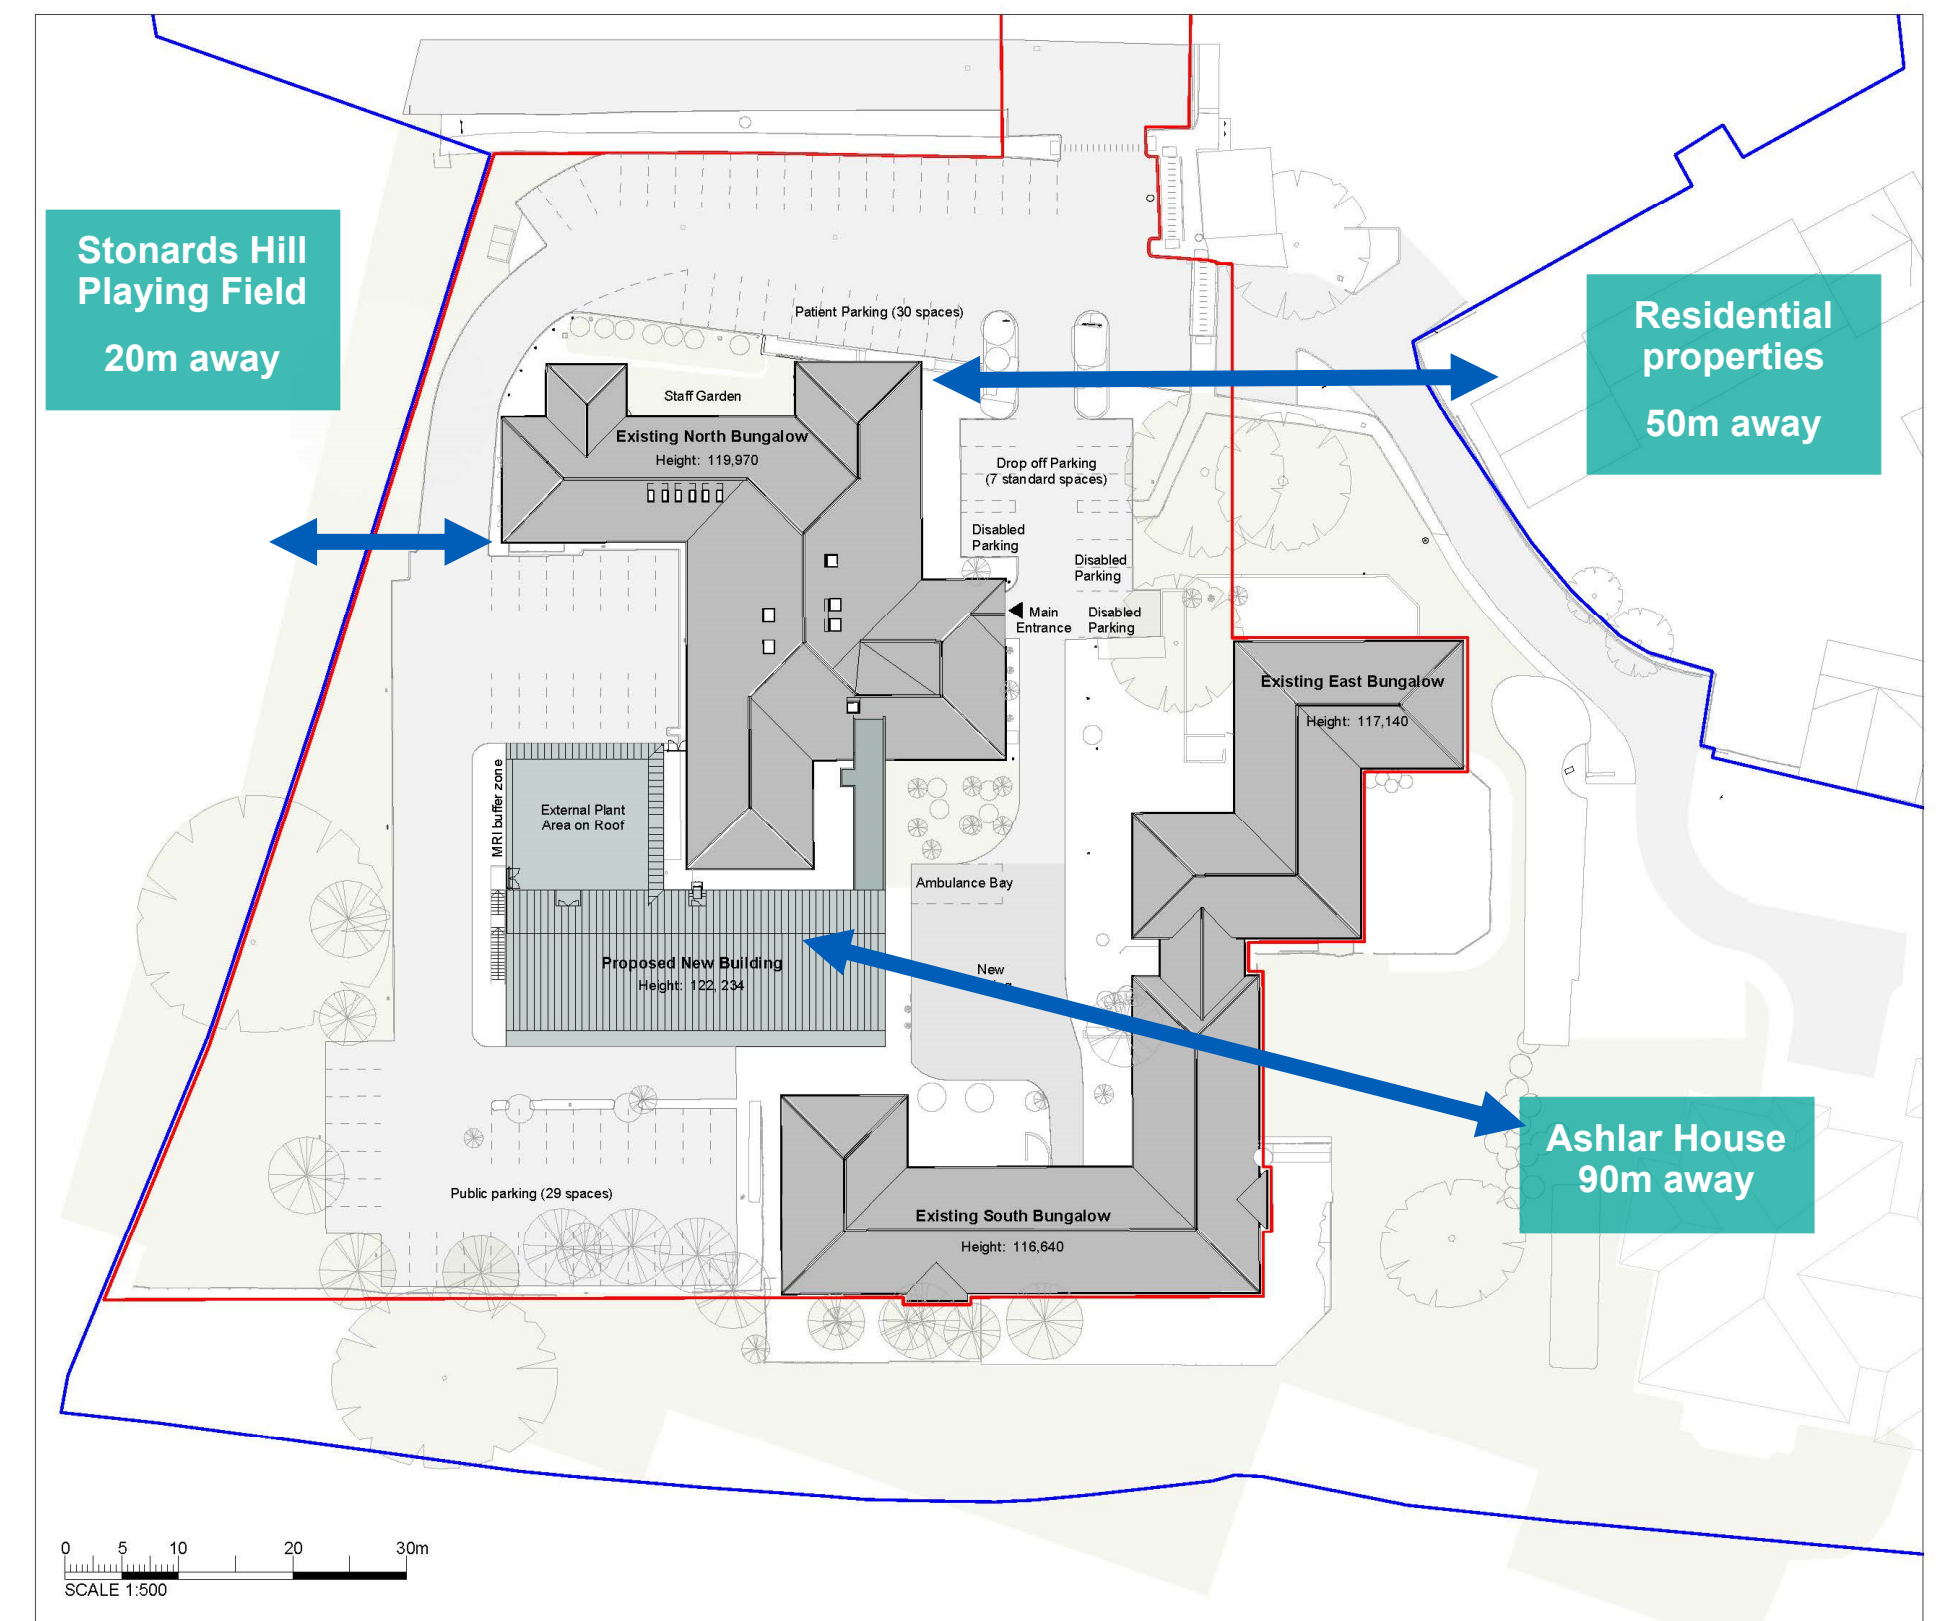 Stonards Hill
Playing Field
20m away
Residential
properties
50m away
Patient Parking (30 spaces)
Staff Garden
Existing North Bungalow
Height: 119,970
Drop off Parking
(7 standard spaces)
Disabled
Parking
Disabled
Parking
Main
Entrance
Disabled
Parking
Existing East Bungalow
Height: 117,140
MRI buffer zone
External Plant
Area on Roof
Ambulance Bay
Proposed New Building
Height: 122, 234
New
Ashlar House
90m away
Public parking (29 spaces)
Existing South Bungalow
Height: 116,640
0 5 10 20 30m
SCALE 1:500